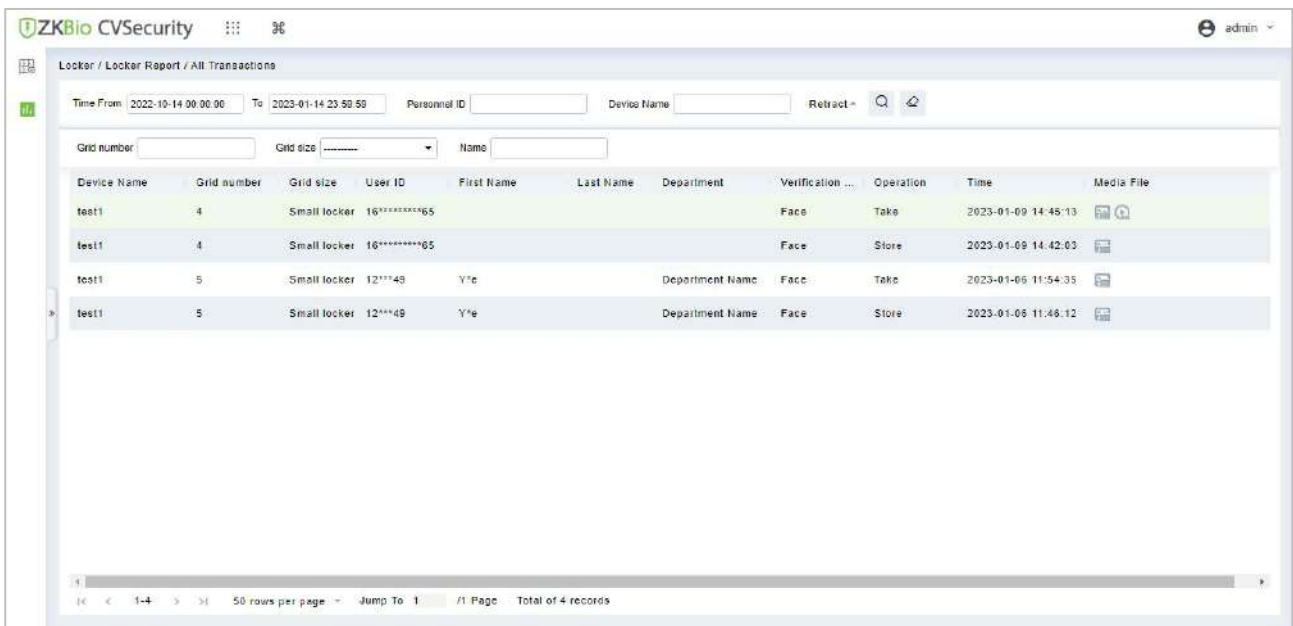 ZKBio CVSecurity admin
Locker / Locker Report / All Transactions
Time From 2022-10-14 00:00:00 To 2023-01-14 23:59:59 Personnel ID Device Name Retract
Grid number Grid size ---------- Name
Device Name Grid number Grid size User ID First Name Last Name Department Verification ... Operation Time Media File
test1 4 Small locker 16*********65 Face Take 2023-01-09 14:45:13
test1 4 Small locker 16*********65 Face Store 2023-01-09 14:42:03
test1 5 Small locker 12***49 Y*e Department Name Face Take 2023-01-06 11:54:35
test1 5 Small locker 12***49 Y*e Department Name Face Store 2023-01-06 11:46:12
1-4 50 rows per page Jump To 1 /1 Page Total of 4 records